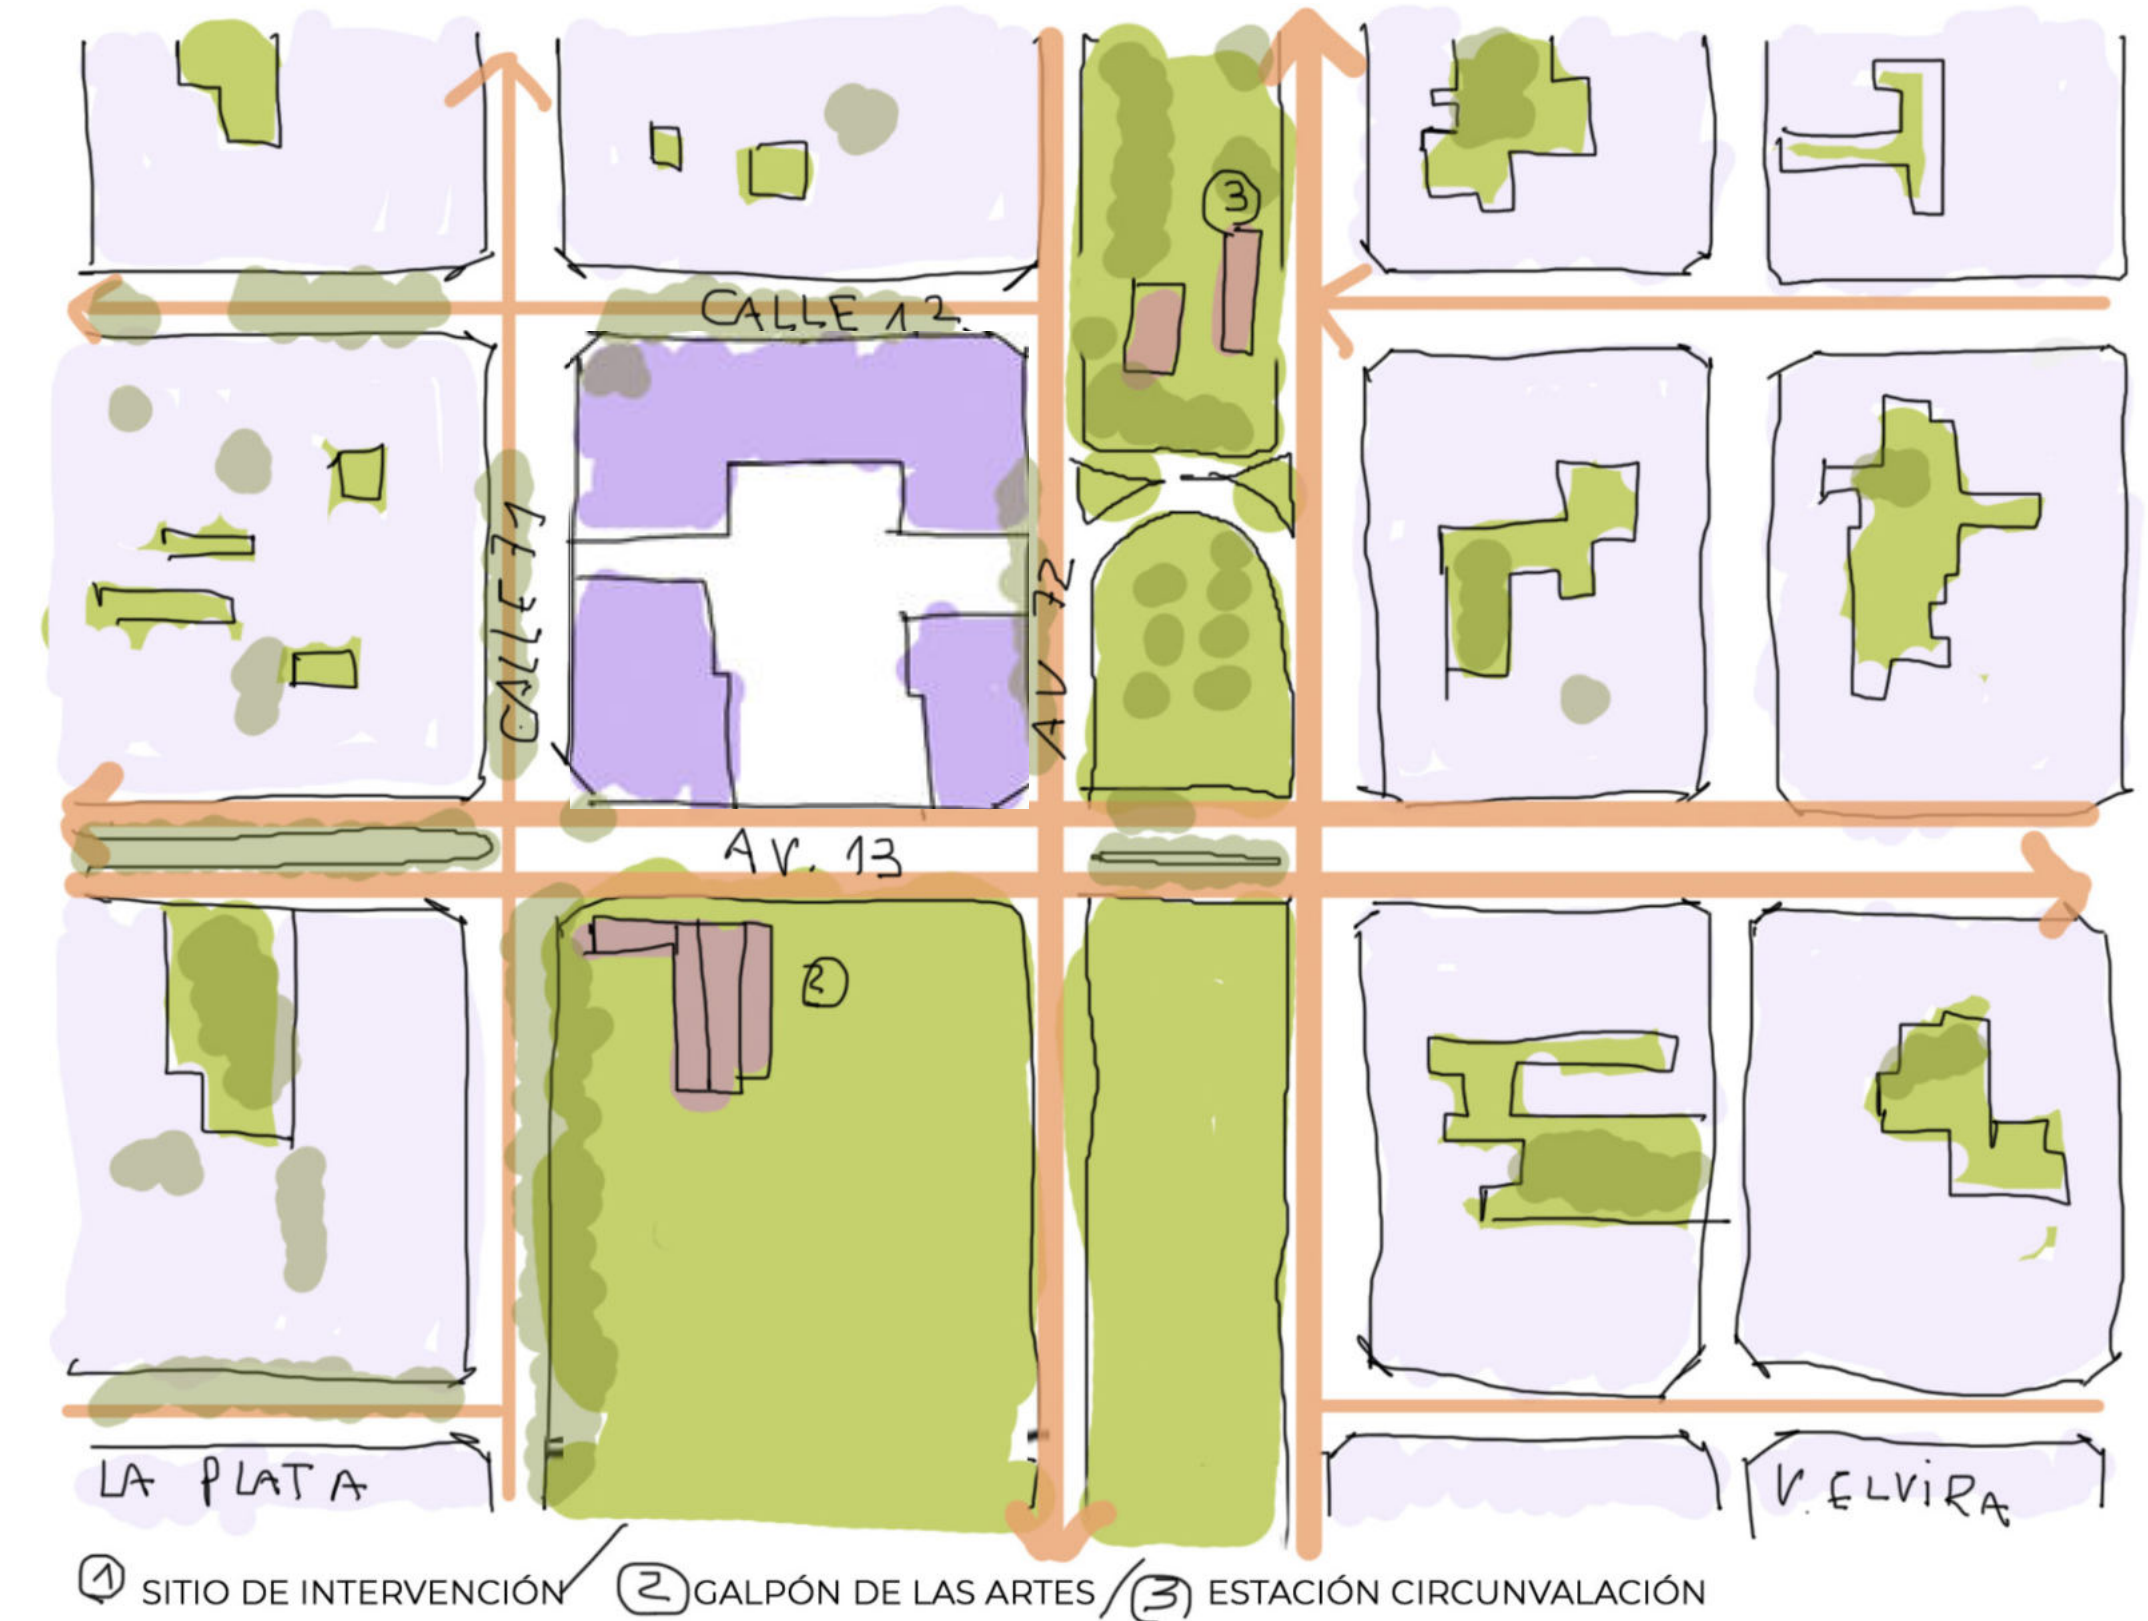 3
CALLE 12
CALLE 71
AV 72
AV. 13
2
LA PLATA
V. ELVIRA
1 SITIO DE INTERVENCIÓN / 2 GALPÓN DE LAS ARTES / 3 ESTACIÓN CIRCUNVALACIÓN